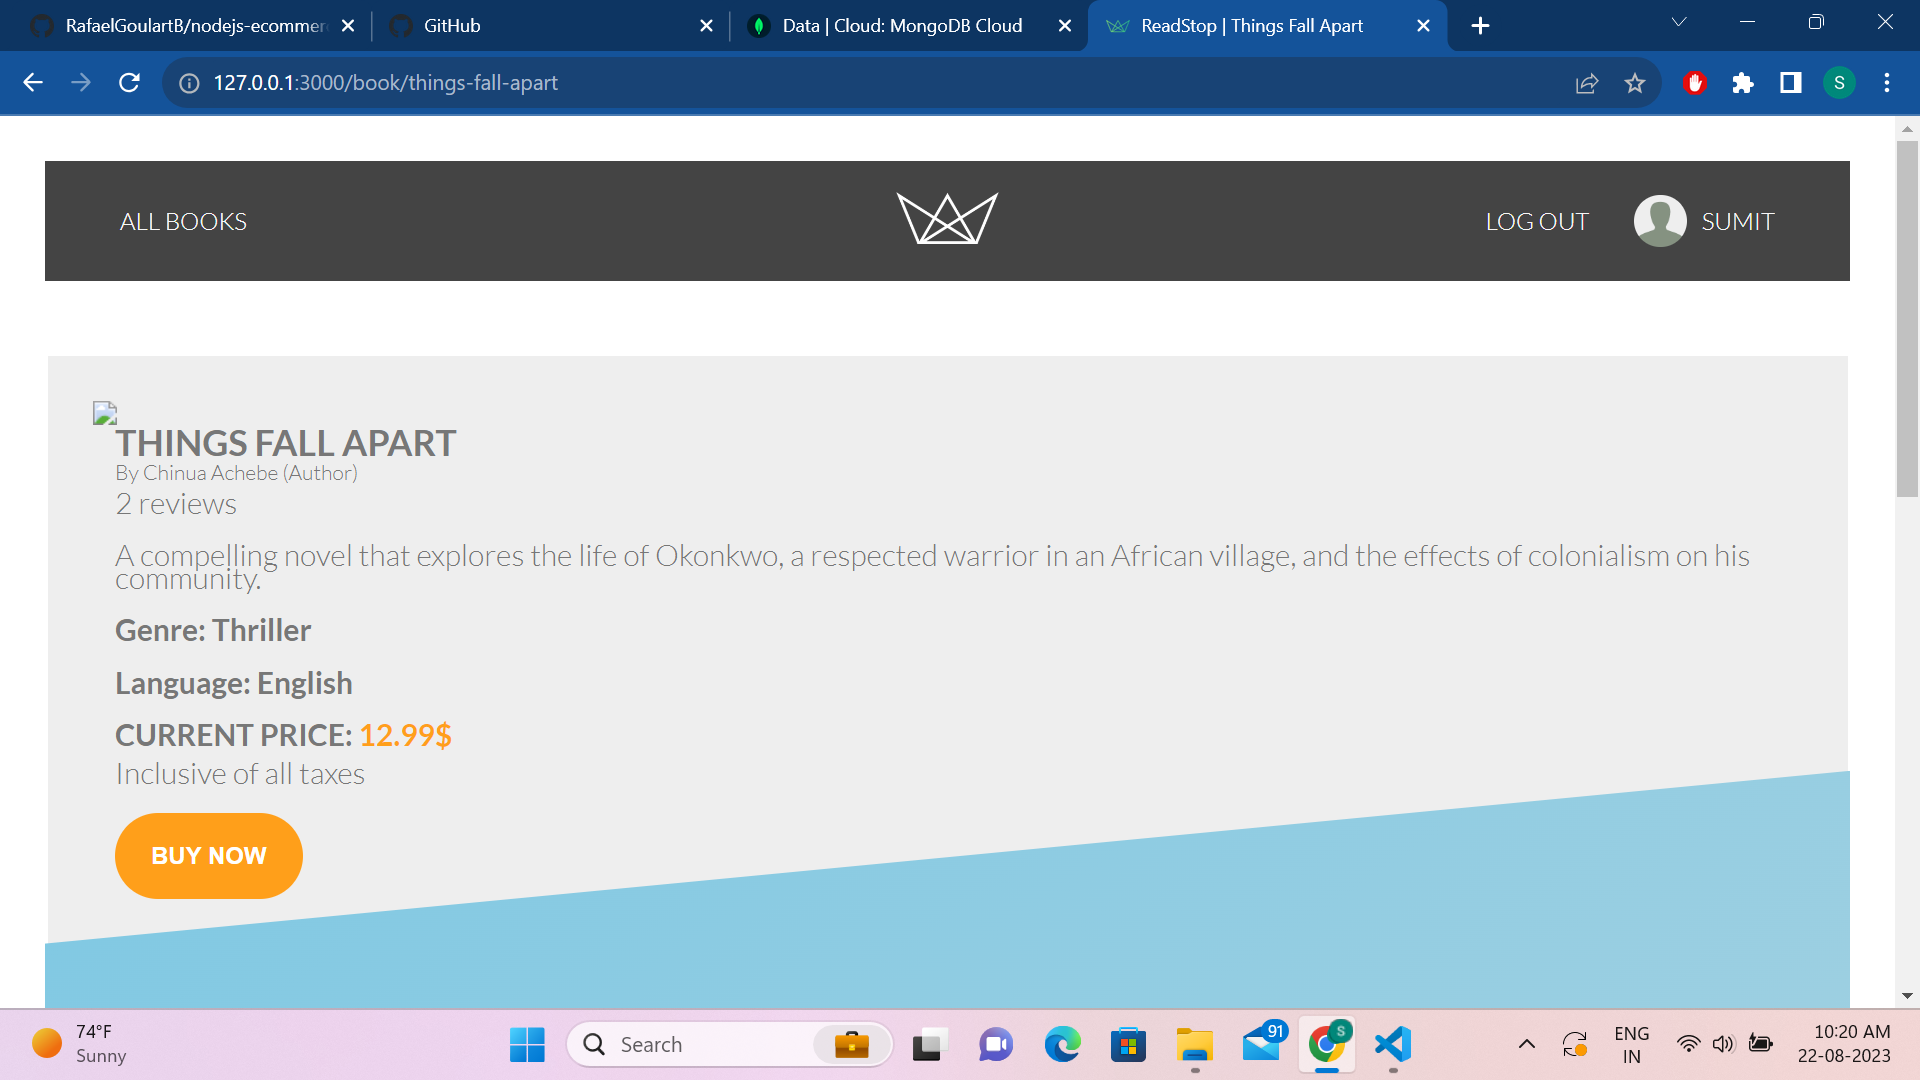 RafaelGoulartB/nodejs-ecommer
GitHub
Data | Cloud: MongoDB Cloud
ReadStop | Things Fall Apart
127.0.0.1:3000/book/things-fall-apart
S
ALL BOOKS
LOG OUT
SUMIT
THINGS FALL APART
By Chinua Achebe (Author)
2 reviews
A compelling novel that explores the life of Okonkwo, a respected warrior in an African village, and the effects of colonialism on his
community.
Genre: Thriller
Language: English
CURRENT PRICE: 12.99$
Inclusive of all taxes
BUY NOW
74°F
Sunny
Search
91
S
ENG
IN
10:20 AM
22-08-2023